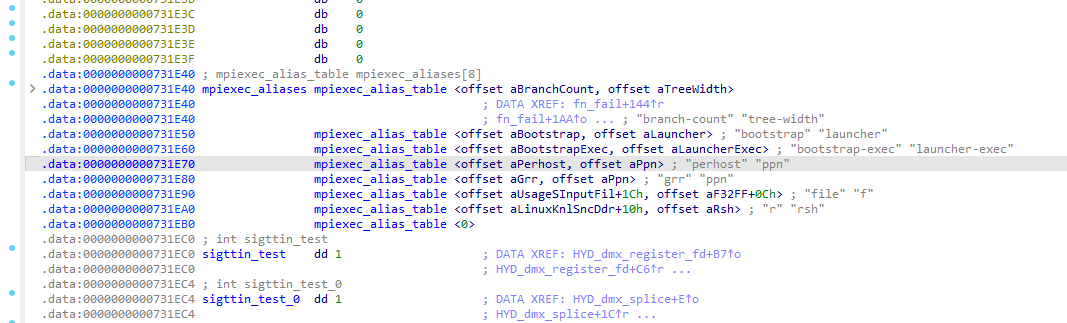 .data:0000000000731E3C db 0
.data:0000000000731E3D db 0
.data:0000000000731E3E db 0
.data:0000000000731E3F db 0
.data:0000000000731E40 ; mpiexec_alias_table mpiexec_aliases[8]
.data:0000000000731E40 mpiexec_aliases mpiexec_alias_table <offset aBranchCount, offset aTreeWidth>
.data:0000000000731E40 ; DATA XREF: fn_fail+144↑r
.data:0000000000731E40 ; fn_fail+1AA↑o ... ; "branch-count" "tree-width"
.data:0000000000731E50 mpiexec_alias_table <offset aBootstrap, offset aLauncher> ; "bootstrap" "launcher"
.data:0000000000731E60 mpiexec_alias_table <offset aBootstrapExec, offset aLauncherExec> ; "bootstrap-exec" "launcher-exec"
.data:0000000000731E70 mpiexec_alias_table <offset aPerhost, offset aPpn> ; "perhost" "ppn"
.data:0000000000731E80 mpiexec_alias_table <offset aGrr, offset aPpn> ; "grr" "ppn"
.data:0000000000731E90 mpiexec_alias_table <offset aUsageSInputFil+1Ch, offset aF32FF+0Ch> ; "file" "f"
.data:0000000000731EA0 mpiexec_alias_table <offset aLinuxKnlSncDdr+10h, offset aRsh> ; "r" "rsh"
.data:0000000000731EB0 mpiexec_alias_table <0>
.data:0000000000731EC0 ; int sigttin_test
.data:0000000000731EC0 sigttin_test dd 1 ; DATA XREF: HYD_dmx_register_fd+B7↑o
.data:0000000000731EC0 ; HYD_dmx_register_fd+C6↑r ...
.data:0000000000731EC4 ; int sigttin_test_0
.data:0000000000731EC4 sigttin_test_0 dd 1 ; DATA XREF: HYD_dmx_splice+E↑o
.data:0000000000731EC4 ; HYD_dmx_splice+1C↑r ...